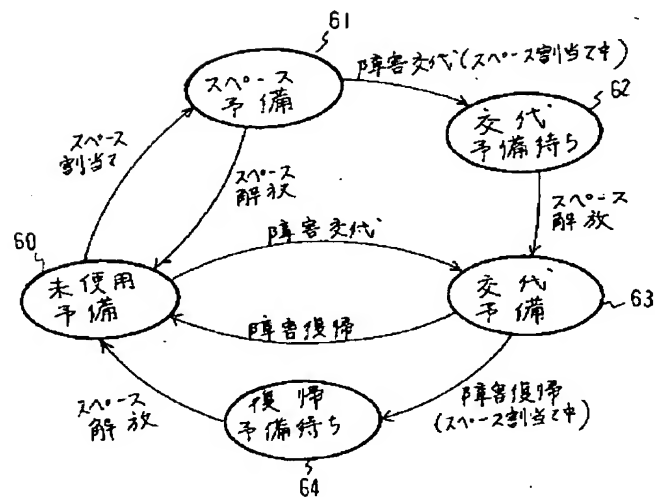 61
スペース
予備
障害交代(スペース割当て中)
62
交代
予備待ち
スペース
割当て
スペース
解放
スペース
解放
60
未使用
予備
障害交代
交代
予備
63
障害復帰
スペース
解放
復帰
予備待ち
64
障害復帰
(スペース割当て中)